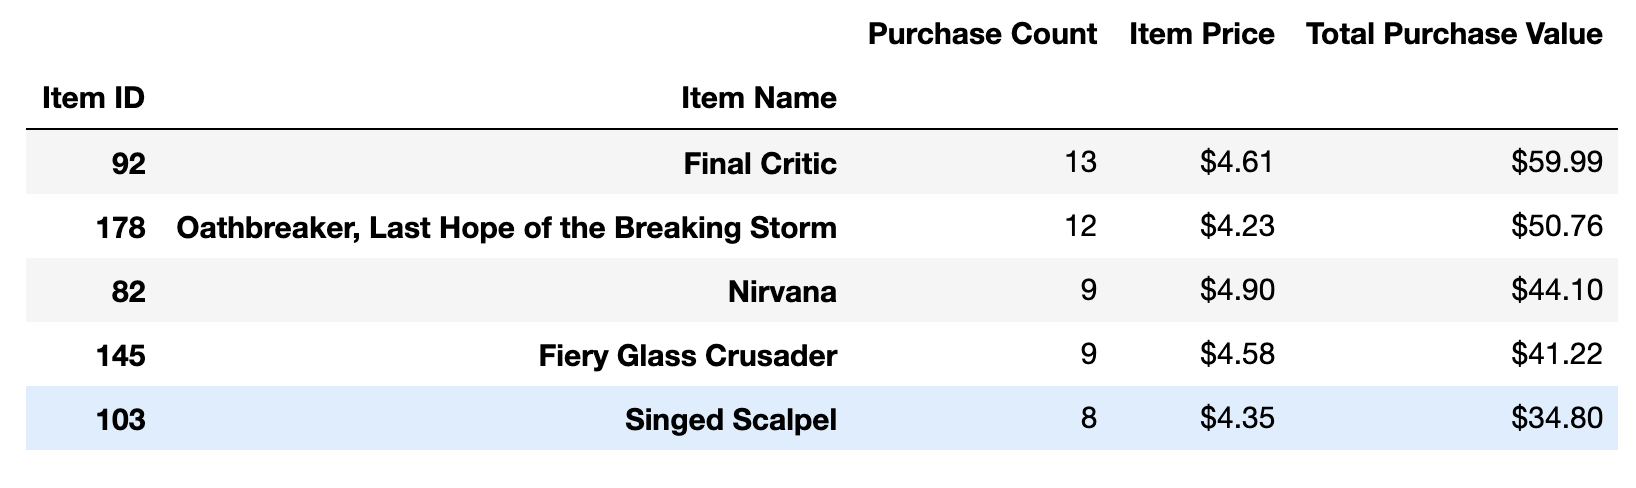 Purchase Count Item Price Total Purchase Value
Item ID Item Name
92 Final Critic 13 $4.61 $59.99
178 Oathbreaker, Last Hope of the Breaking Storm 12 $4.23 $50.76
82 Nirvana 9 $4.90 $44.10
145 Fiery Glass Crusader 9 $4.58 $41.22
103 Singed Scalpel 8 $4.35 $34.80